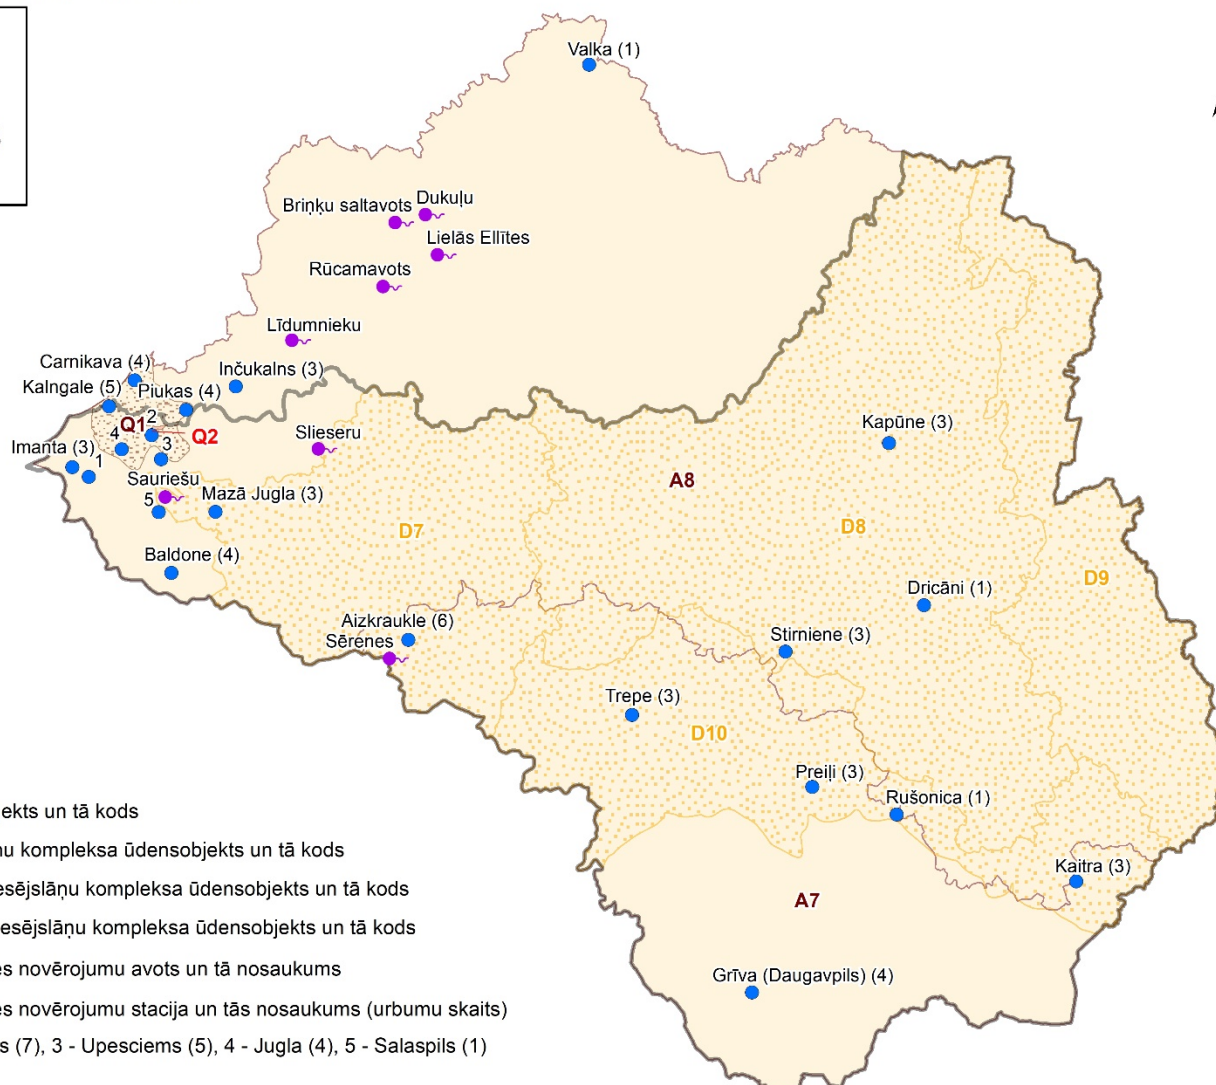 Valka (1)
Briņķu saltavots
Dukuļu
Lielās Ellītes
Rūcamavots
Līdumnieku
Carnikava (4)
Inčukalns (3)
Kalngale (5)
Piukas (4)
Q1
2
Q2
4
3
Imanta (3)
1
Slieseru
Kapūne (3)
Sauriešu
5
Mazā Jugla (3)
A8
D7
D8
Baldone (4)
D9
Dricāni (1)
Aizkraukle (6)
Sērenes
Stirniene (3)
Trepe (3)
D10
Preiļi (3)
Rušonica (1)
Kaitra (3)
A7
Grīva (Daugavpils) (4)
ekts un tā kods
kompleksa ūdensobjekts un tā kods
esējslāņu kompleksa ūdensobjekts un tā kods
esējslāņu kompleksa ūdensobjekts un tā kods
es novērojumu avots un tā nosaukums
es novērojumu stacija un tās nosaukums (urbumu skaits)
s (7), 3 - Upesciems (5), 4 - Jugla (4), 5 - Salaspils (1)